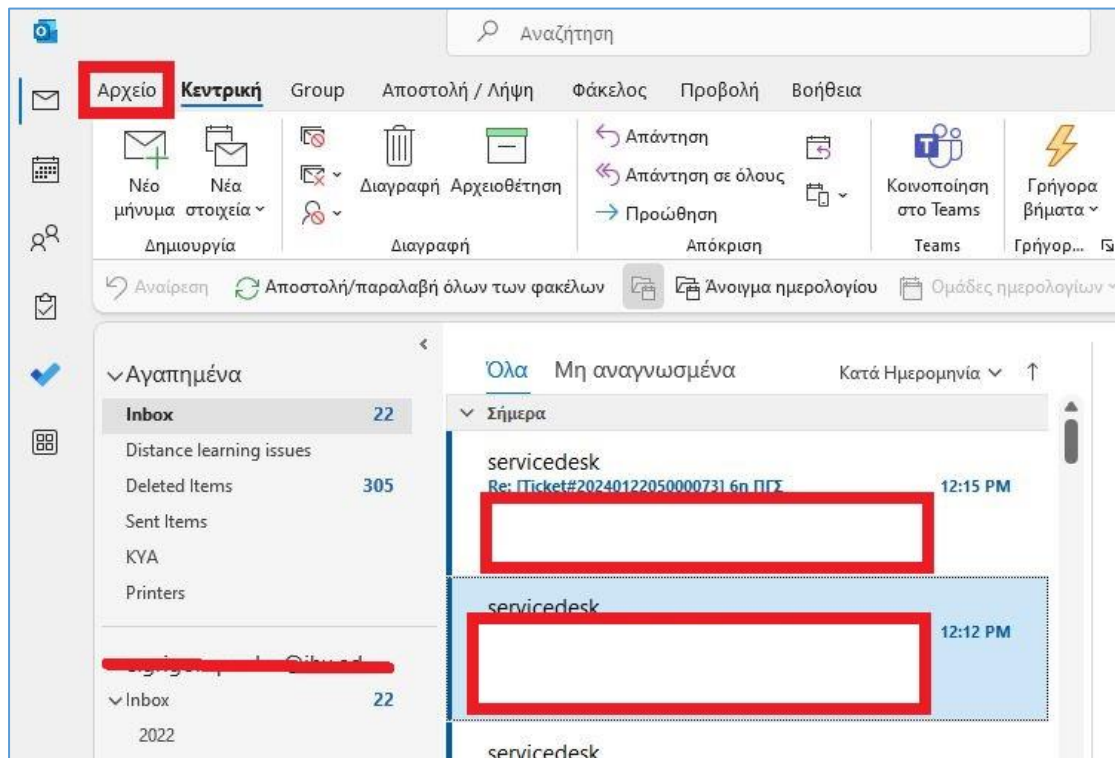 Αναζήτηση
Αρχείο Κεντρική Group Αποστολή / Λήψη Φάκελος Προβολή Βοήθεια
Νέο μήνυμα
Νέα στοιχεία
Διαγραφή
Αρχειοθέτηση
Απάντηση
Απάντηση σε όλους
Προώθηση
Κοινοποίηση στο Teams
Γρήγορα βήματα
Δημιουργία Διαγραφή Απόκριση Teams Γρήγορ...
Αναίρεση Αποστολή/παραλαβή όλων των φακέλων Άνοιγμα ημερολογίου Ομάδες ημερολογίων
Αγαπημένα
Inbox 22
Distance learning issues
Deleted Items 305
Sent Items
KYA
Printers
Inbox 22
2022
Όλα Μη αναγνωσμένα Κατά Ημερομηνία
Σήμερα
servicedesk
Re: [Ticket#2024012205000073] 6η ΠΓΣ 12:15 PM
servicedesk
12:12 PM
servicedesk